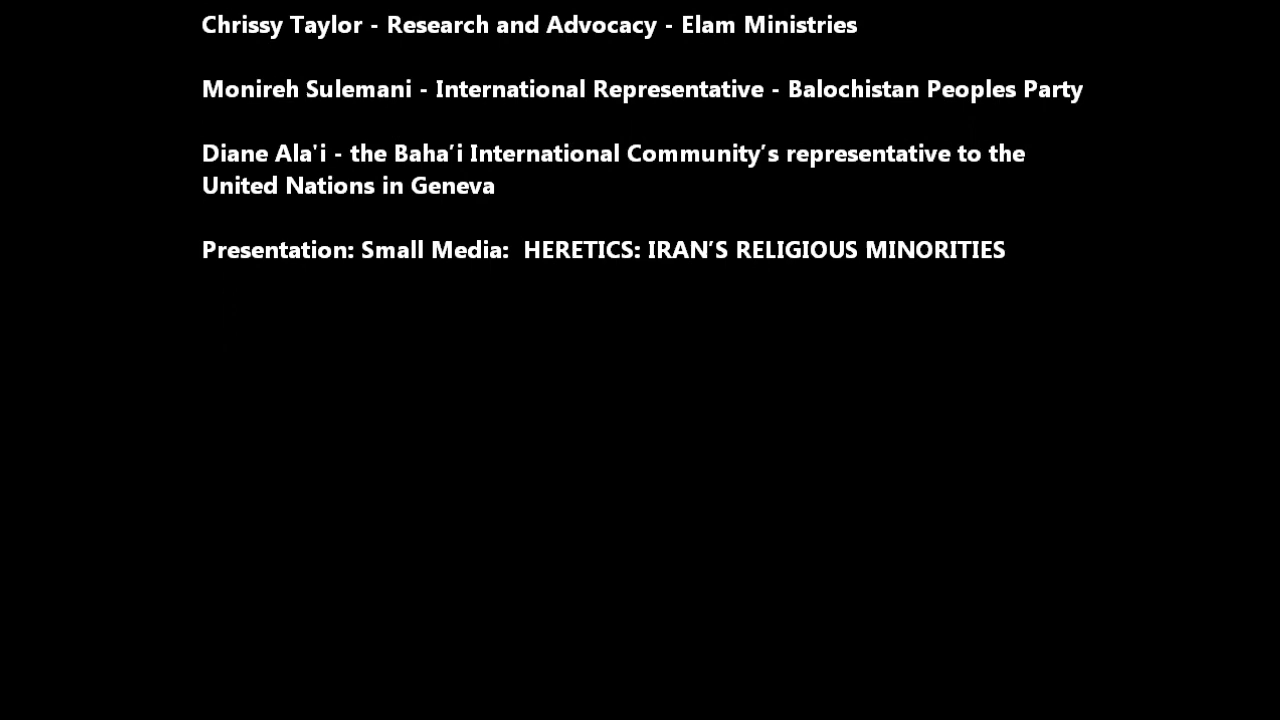 Chrissy Taylor - Research and Advocacy - Elam Ministries
Monireh Sulemani - International Representative - Balochistan Peoples Party
Diane Ala'i - the Baha’i International Community’s representative to the
United Nations in Geneva
Presentation: Small Media:  HERETICS: IRAN’S RELIGIOUS MINORITIES